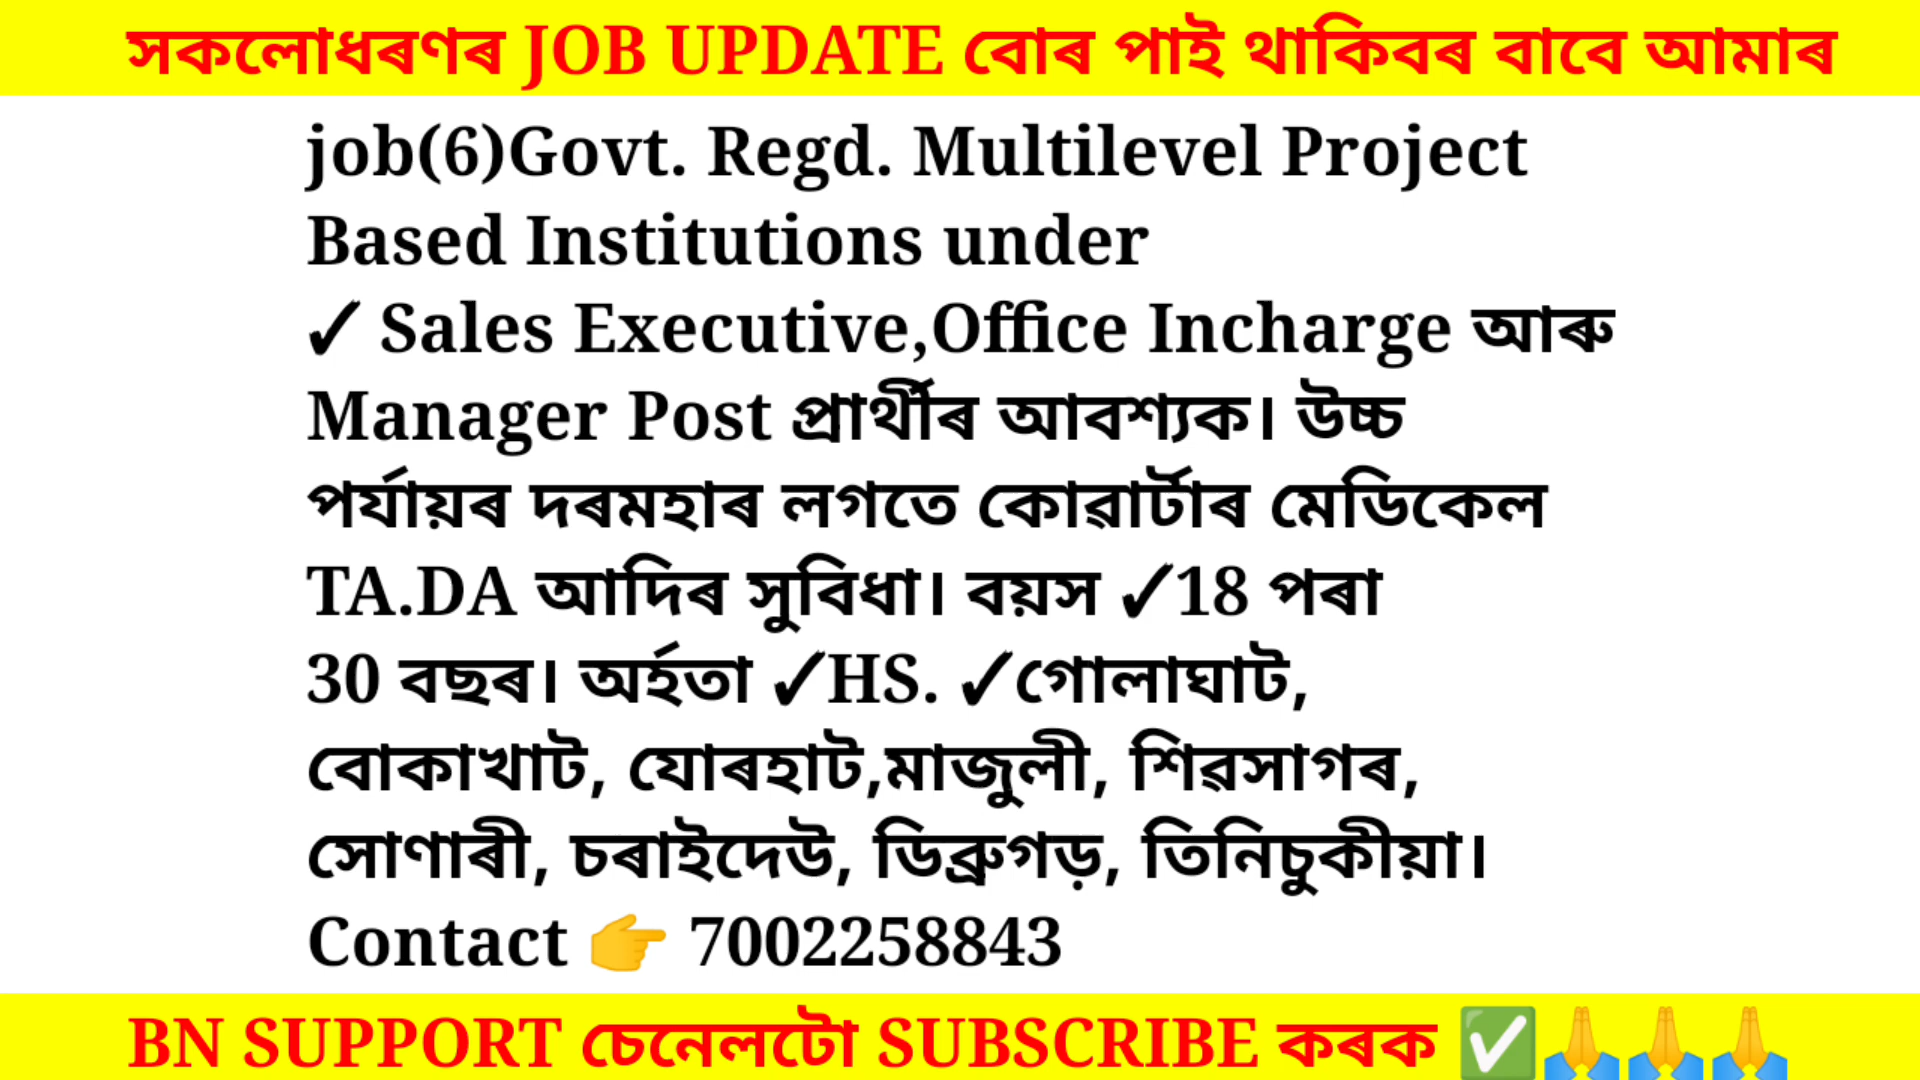 সকলোধৰণৰ JOB UPDATE বোৰ পাই থাকিবৰ বাবে আমাৰ
job(6)Govt. Regd. Multilevel Project
Based Institutions under
✓ Sales Executive,Office Incharge আৰু
Manager Post প্ৰাৰ্থীৰ আবশ্যক। উচ্চ
পৰ্যায়ৰ দৰমহাৰ লগতে কোৱাৰ্টাৰ মেডিকেল
TA.DA আদিৰ সুবিধা। বয়স ✓18 পৰা
30 বছৰ। অৰ্হতা ✓HS. ✓গোলাঘাট,
বোকাখাট, যোৰহাট,মাজুলী, শিৱসাগৰ,
সোণাৰী, চৰাইদেউ, ডিব্ৰুগড়, তিনিচুকীয়া।
Contact 👉 7002258843
BN SUPPORT চেনেলটো SUBSCRIBE কৰক ✅🙏🙏🙏